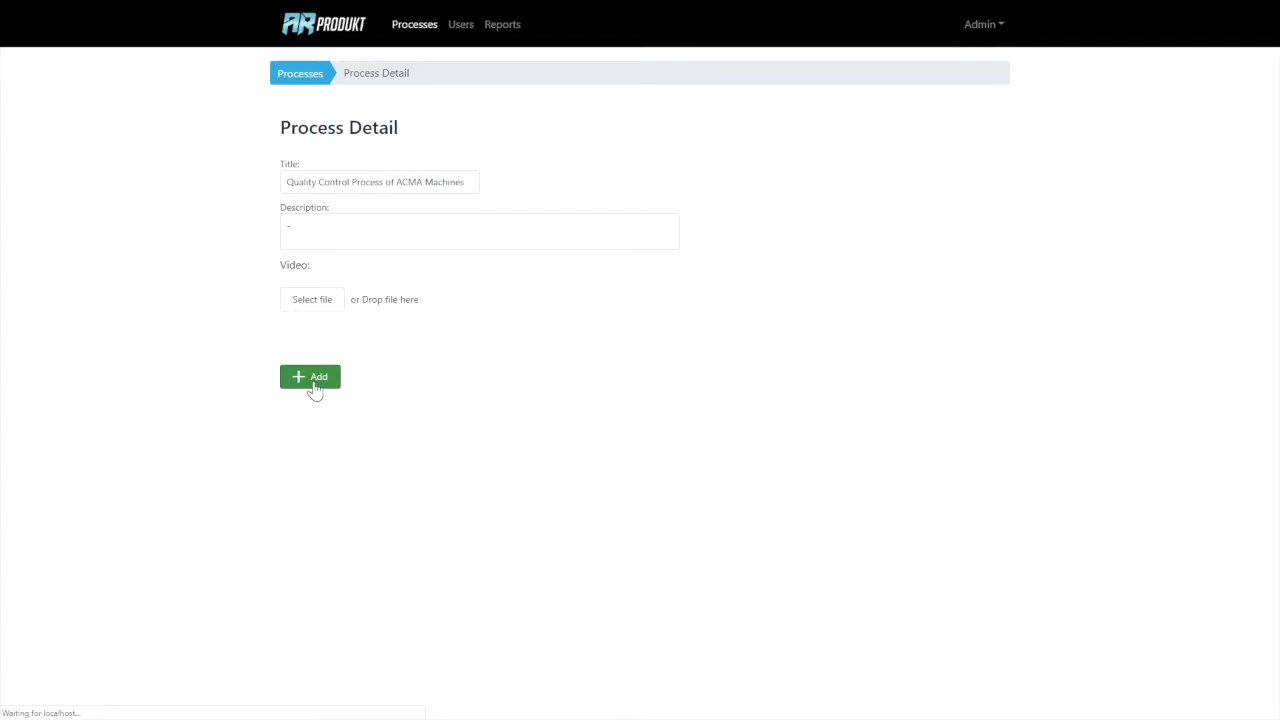 AR PRODUKT Processes Users Reports Admin
Processes Process Detail
Process Detail
Title:
Quality Control Process of ACMA Machines
Description:
-
Video:
Select file or Drop file here
+ Add
Waiting for localhost...